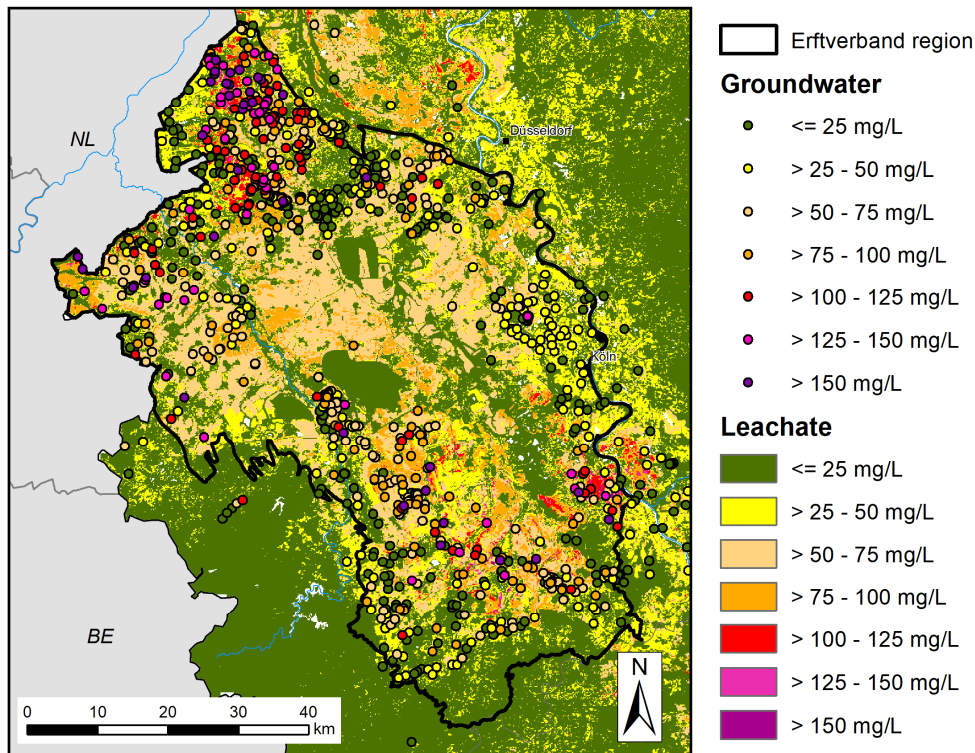 NL
Düsseldorf
Köln
BE
N
0 10 20 30 40
km
Erftverband region
Groundwater
<= 25 mg/L
> 25 - 50 mg/L
> 50 - 75 mg/L
> 75 - 100 mg/L
> 100 - 125 mg/L
> 125 - 150 mg/L
> 150 mg/L
Leachate
<= 25 mg/L
> 25 - 50 mg/L
> 50 - 75 mg/L
> 75 - 100 mg/L
> 100 - 125 mg/L
> 125 - 150 mg/L
> 150 mg/L